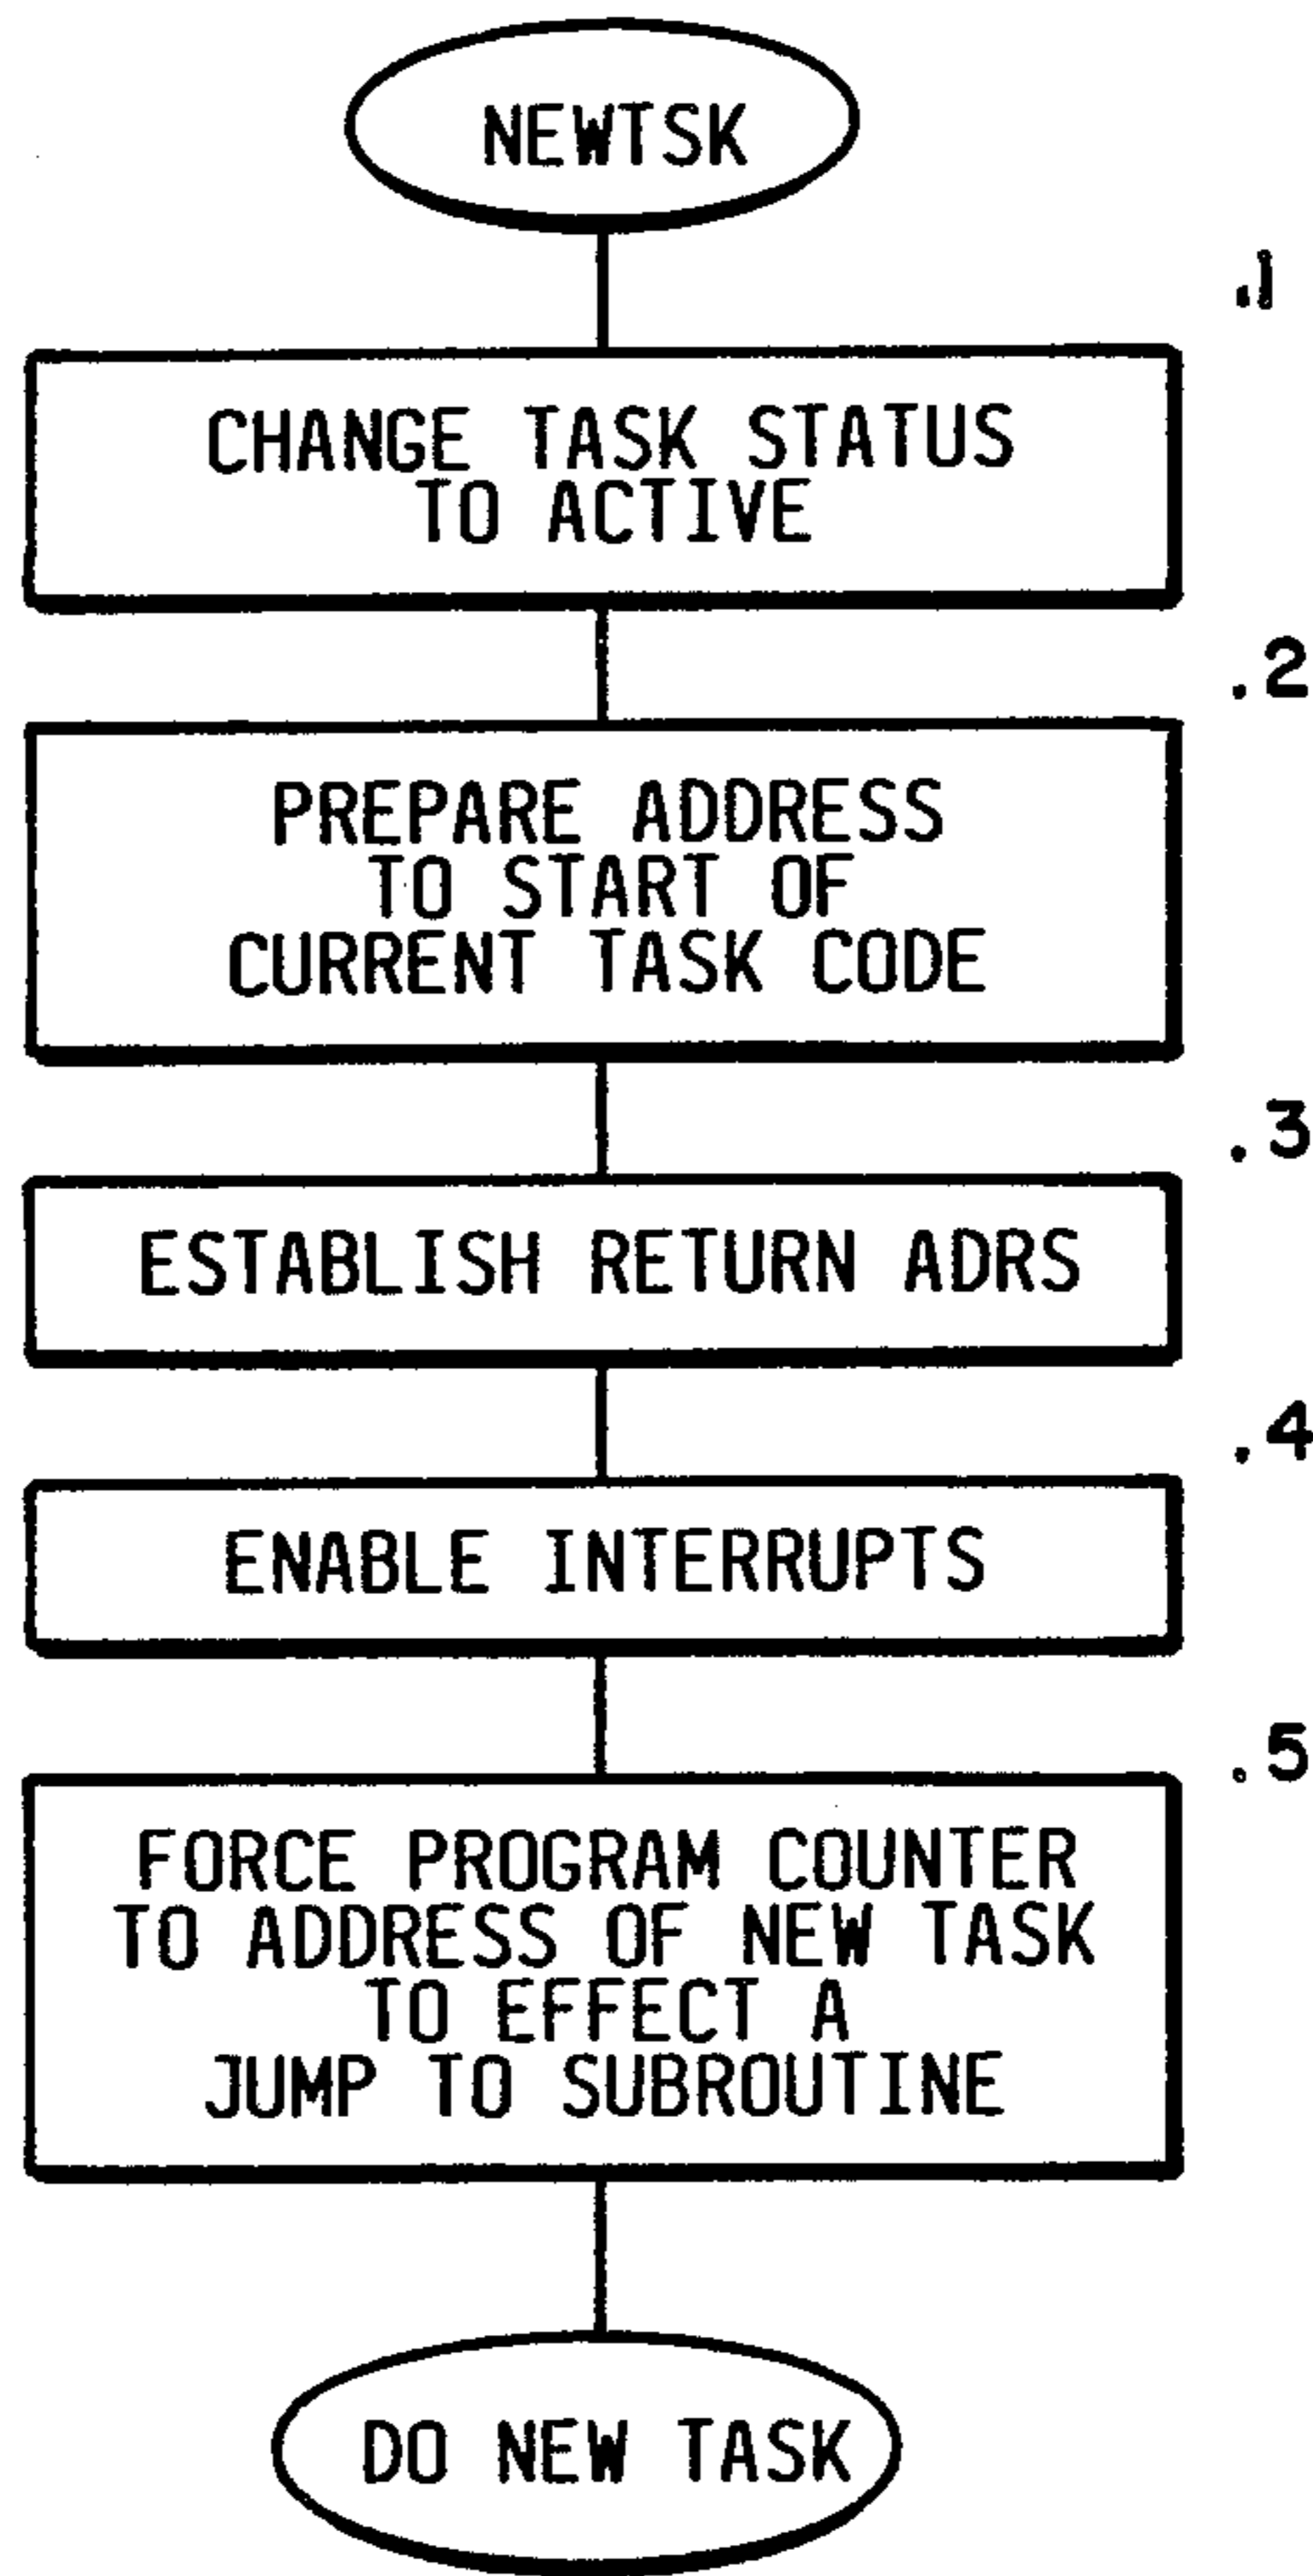 NEWTSK
.1
CHANGE TASK STATUS
TO ACTIVE
.2
PREPARE ADDRESS
TO START OF
CURRENT TASK CODE
.3
ESTABLISH RETURN ADRS
.4
ENABLE INTERRUPTS
.5
FORCE PROGRAM COUNTER
TO ADDRESS OF NEW TASK
TO EFFECT A
JUMP TO SUBROUTINE
DO NEW TASK